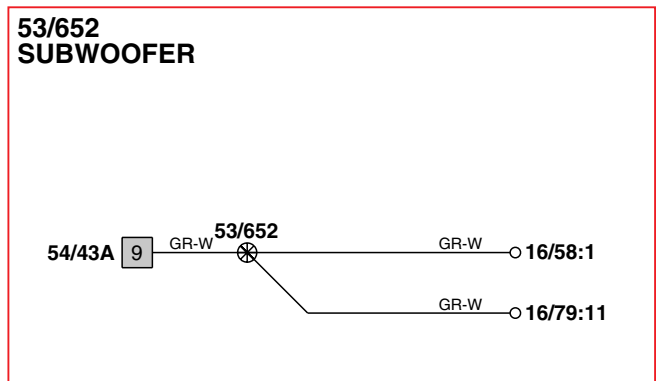 53/652
SUBWOOFER
53/652
54/43A 9 GR-W GR-W 16/58:1
GR-W 16/79:11